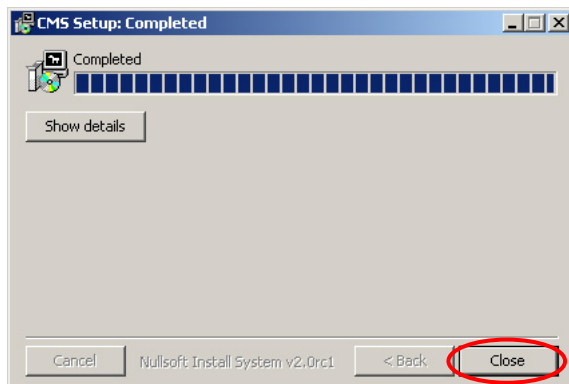 CMS Setup: Completed
Completed
Show details
Cancel
Nullsoft Install System v2.0rc1
< Back
Close